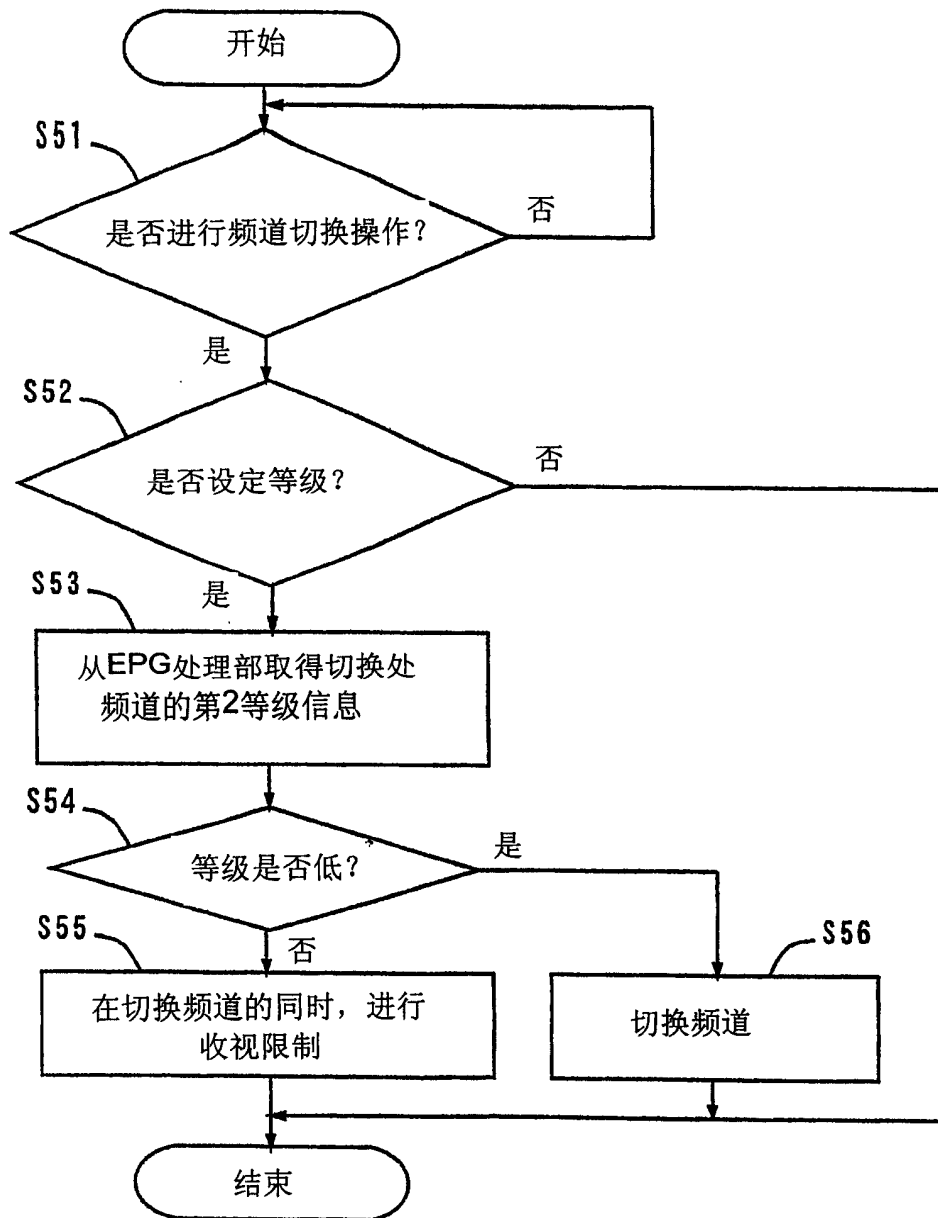 开始
S51
是否进行频道切换操作?
否
是
S52
是否设定等级?
否
是
S53
从EPG处理部取得切换处
频道的第2等级信息
S54
等级是否低?
是
S55
否
S56
在切换频道的同时，进行
收视限制
切换频道
结束